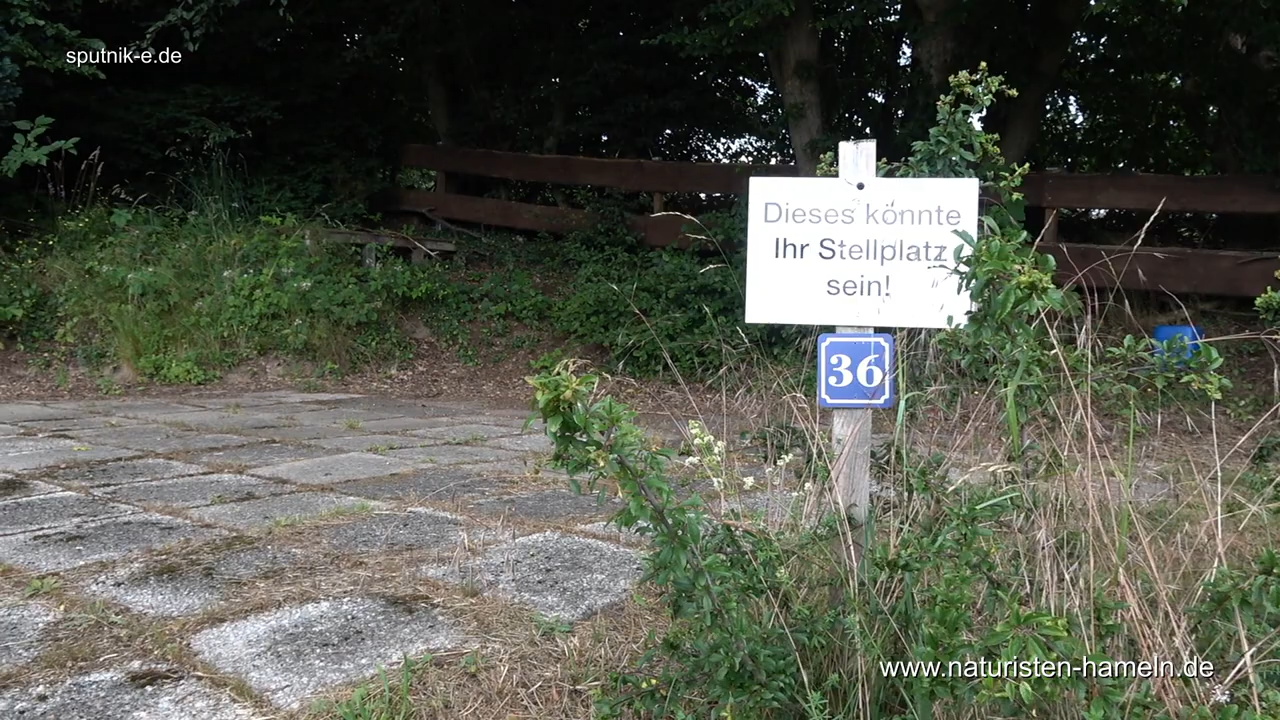 sputnik-e.de
Dieses könnte
Ihr Stellplatz
sein!
36
www.naturisten-hameln.de